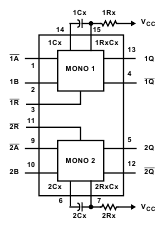 1Cx 1Rx
VCC
14 15
1Cx 1RxCx
1A 1 13 1Q
MONO 1
1B 2 4 1Q
1R 3
2R 11
2A 9 5 2Q
MONO 2
2B 10 12 2Q
2Cx 2RxCx
6 7
VCC
2Cx 2Rx